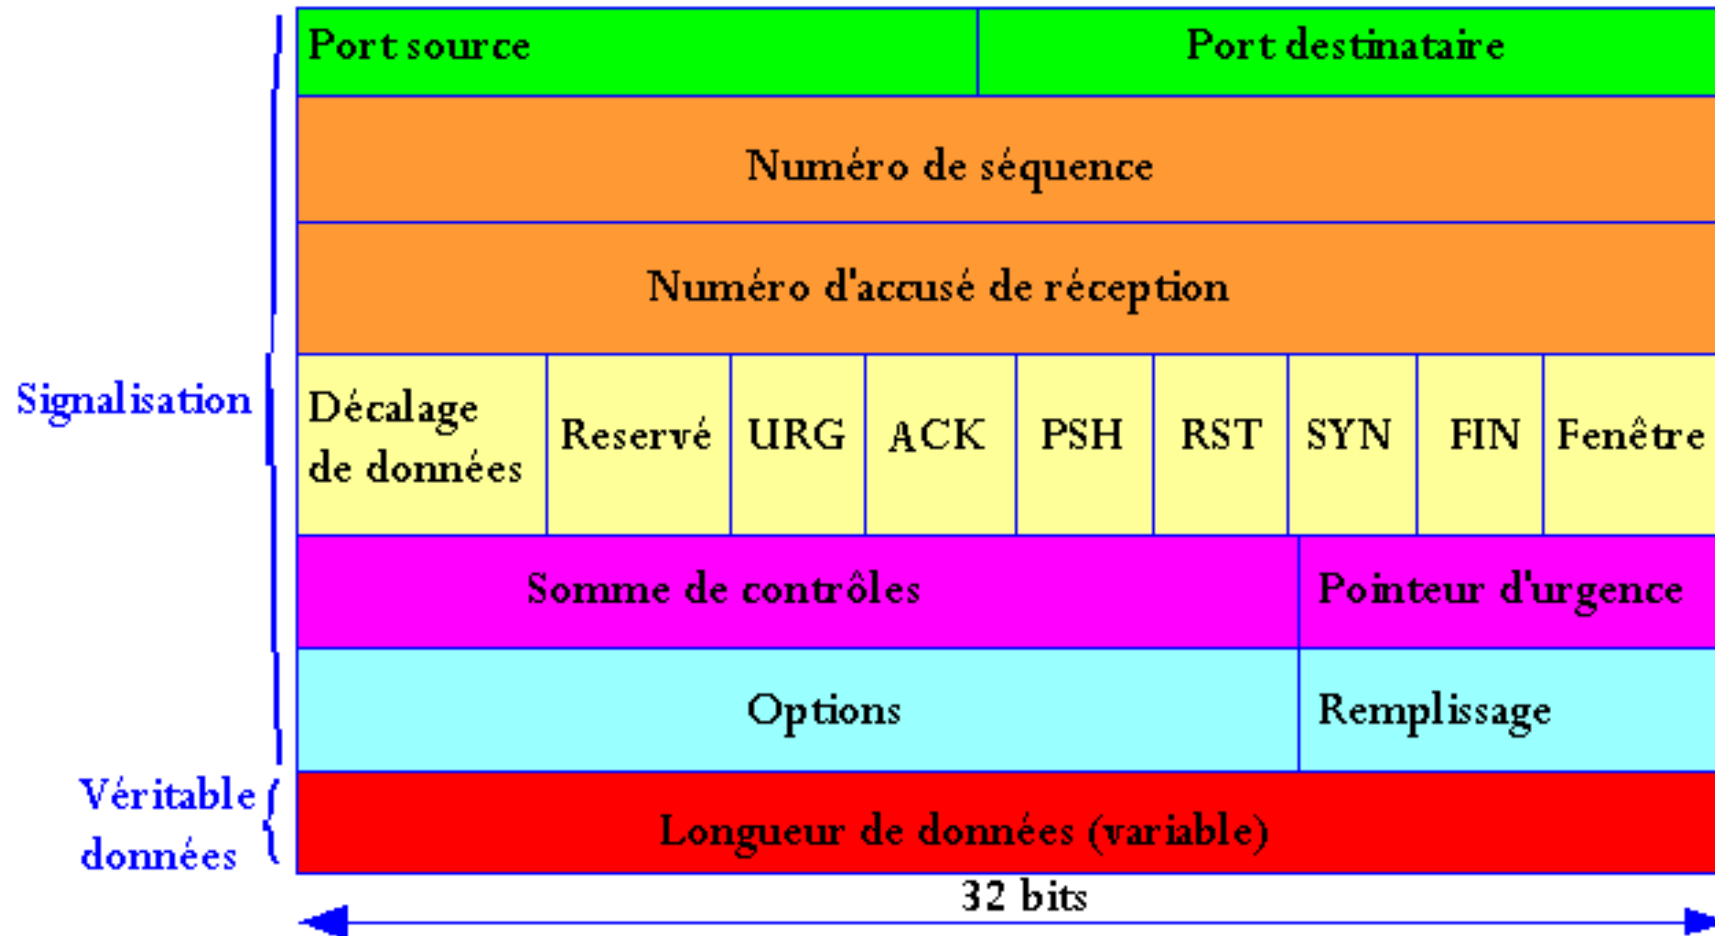 Port source
Port destinataire
Numéro de séquence
Numéro d'accusé de réception
Signalisation
Décalage
de données
Reservé
URG
ACK
PSH
RST
SYN
FIN
Fenêtre
Somme de contrôles
Pointeur d'urgence
Options
Remplissage
Véritable
données
Longueur de données (variable)
32 bits